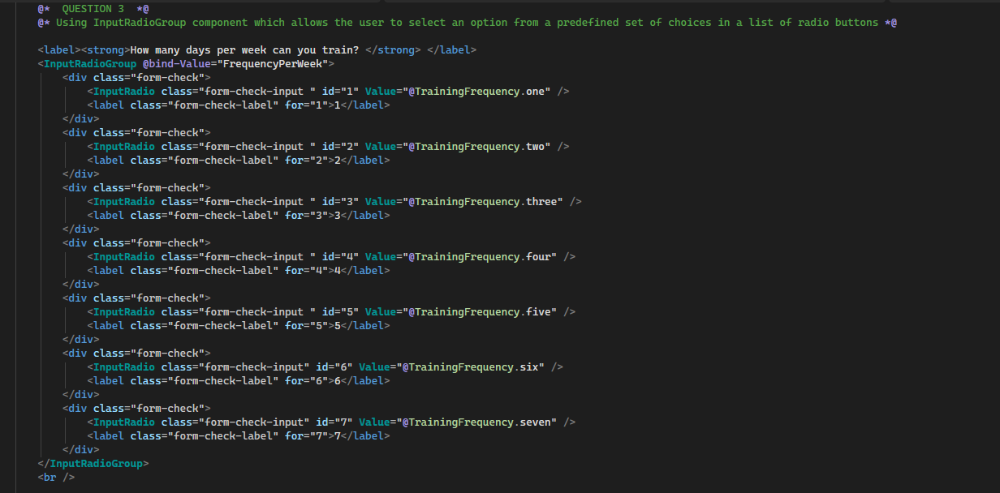 @*  QUESTION 3  *@
@* Using InputRadioGroup component which allows the user to select an option from a predefined set of choices in a list of radio buttons *@
<label><strong>How many days per week can you train? </strong> </label>
<InputRadioGroup @bind-Value="FrequencyPerWeek">
<div class="form-check">
<InputRadio class="form-check-input " id="1" Value="@TrainingFrequency.one" />
<label class="form-check-label" for="1">1</label>
</div>
<div class="form-check">
<InputRadio class="form-check-input " id="2" Value="@TrainingFrequency.two" />
<label class="form-check-label" for="2">2</label>
</div>
<div class="form-check">
<InputRadio class="form-check-input " id="3" Value="@TrainingFrequency.three" />
<label class="form-check-label" for="3">3</label>
</div>
<div class="form-check">
<InputRadio class="form-check-input " id="4" Value="@TrainingFrequency.four" />
<label class="form-check-label" for="4">4</label>
</div>
<div class="form-check">
<InputRadio class="form-check-input " id="5" Value="@TrainingFrequency.five" />
<label class="form-check-label" for="5">5</label>
</div>
<div class="form-check">
<InputRadio class="form-check-input" id="6" Value="@TrainingFrequency.six" />
<label class="form-check-label" for="6">6</label>
</div>
<div class="form-check">
<InputRadio class="form-check-input" id="7" Value="@TrainingFrequency.seven" />
<label class="form-check-label" for="7">7</label>
</div>
</InputRadioGroup>
<br />